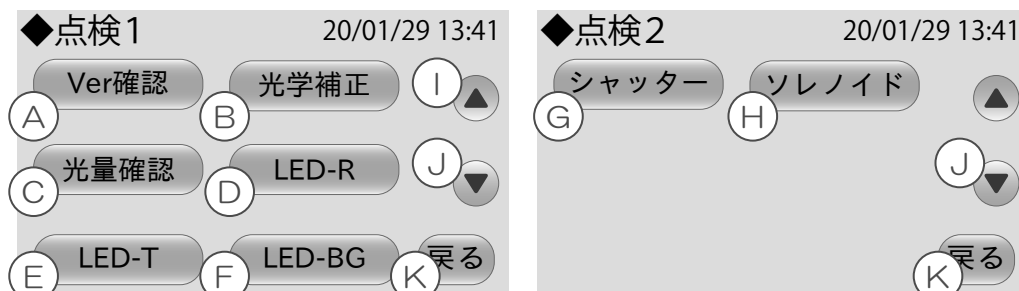 ◆点検1 20/01/29 13:41
Ver確認 光学補正 I ▲
A B
光量確認 LED-R J ▼
C D
LED-T LED-BG 戻る
E F K
◆点検2 20/01/29 13:41
シャッター ソレノイド ▲
G H
J ▼
戻る
K